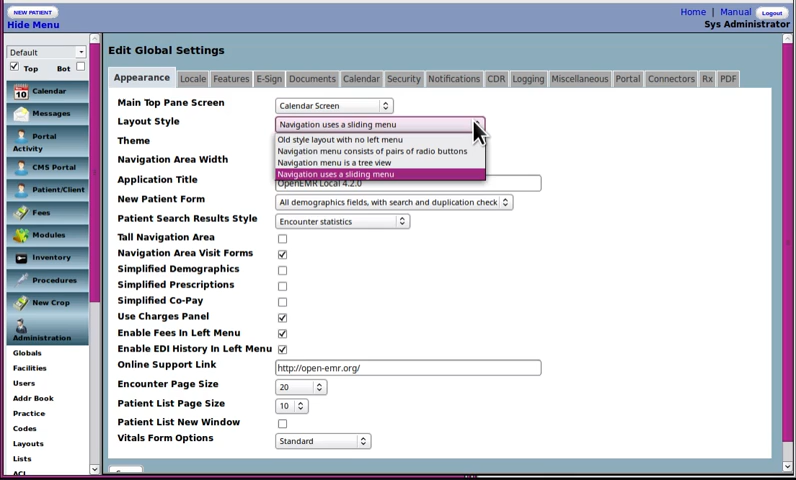 NEW PATIENT
Home | Manual Logout
Hide Menu
Sys Administrator
Default
Top Bot
Calendar
Messages
Portal
Activity
CMS Portal
Patient/Client
Fees
Modules
Inventory
Procedures
New Crop
Administration
Globals
Facilities
Users
Addr Book
Practice
Codes
Layouts
Lists
ACL
Edit Global Settings
Appearance Locale Features E-Sign Documents Calendar Security Notifications CDR Logging Miscellaneous Portal Connectors Rx PDF
Main Top Pane Screen Calendar Screen
Layout Style Navigation uses a sliding menu
Old style layout with no left menu
Navigation menu consists of pairs of radio buttons
Navigation menu is a tree view
Navigation uses a sliding menu
Theme
Navigation Area Width
Application Title OpenEMR Local 4.2.0
New Patient Form All demographics fields, with search and duplication check
Patient Search Results Style Encounter statistics
Tall Navigation Area
Navigation Area Visit Forms
Simplified Demographics
Simplified Prescriptions
Simplified Co-Pay
Use Charges Panel
Enable Fees In Left Menu
Enable EDI History In Left Menu
Online Support Link http://open-emr.org/
Encounter Page Size 20
Patient List Page Size 10
Patient List New Window
Vitals Form Options Standard